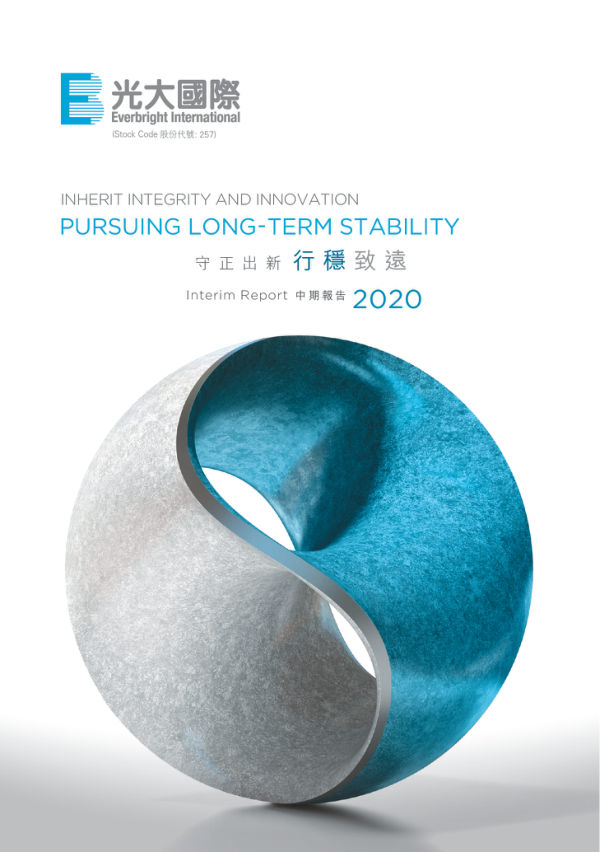 光大國際
Everbright International
(Stock Code 股份代號: 257)
INHERIT INTEGRITY AND INNOVATION
PURSUING LONG-TERM STABILITY
守正出新 行穩致遠
Interim Report 中期報告 2020